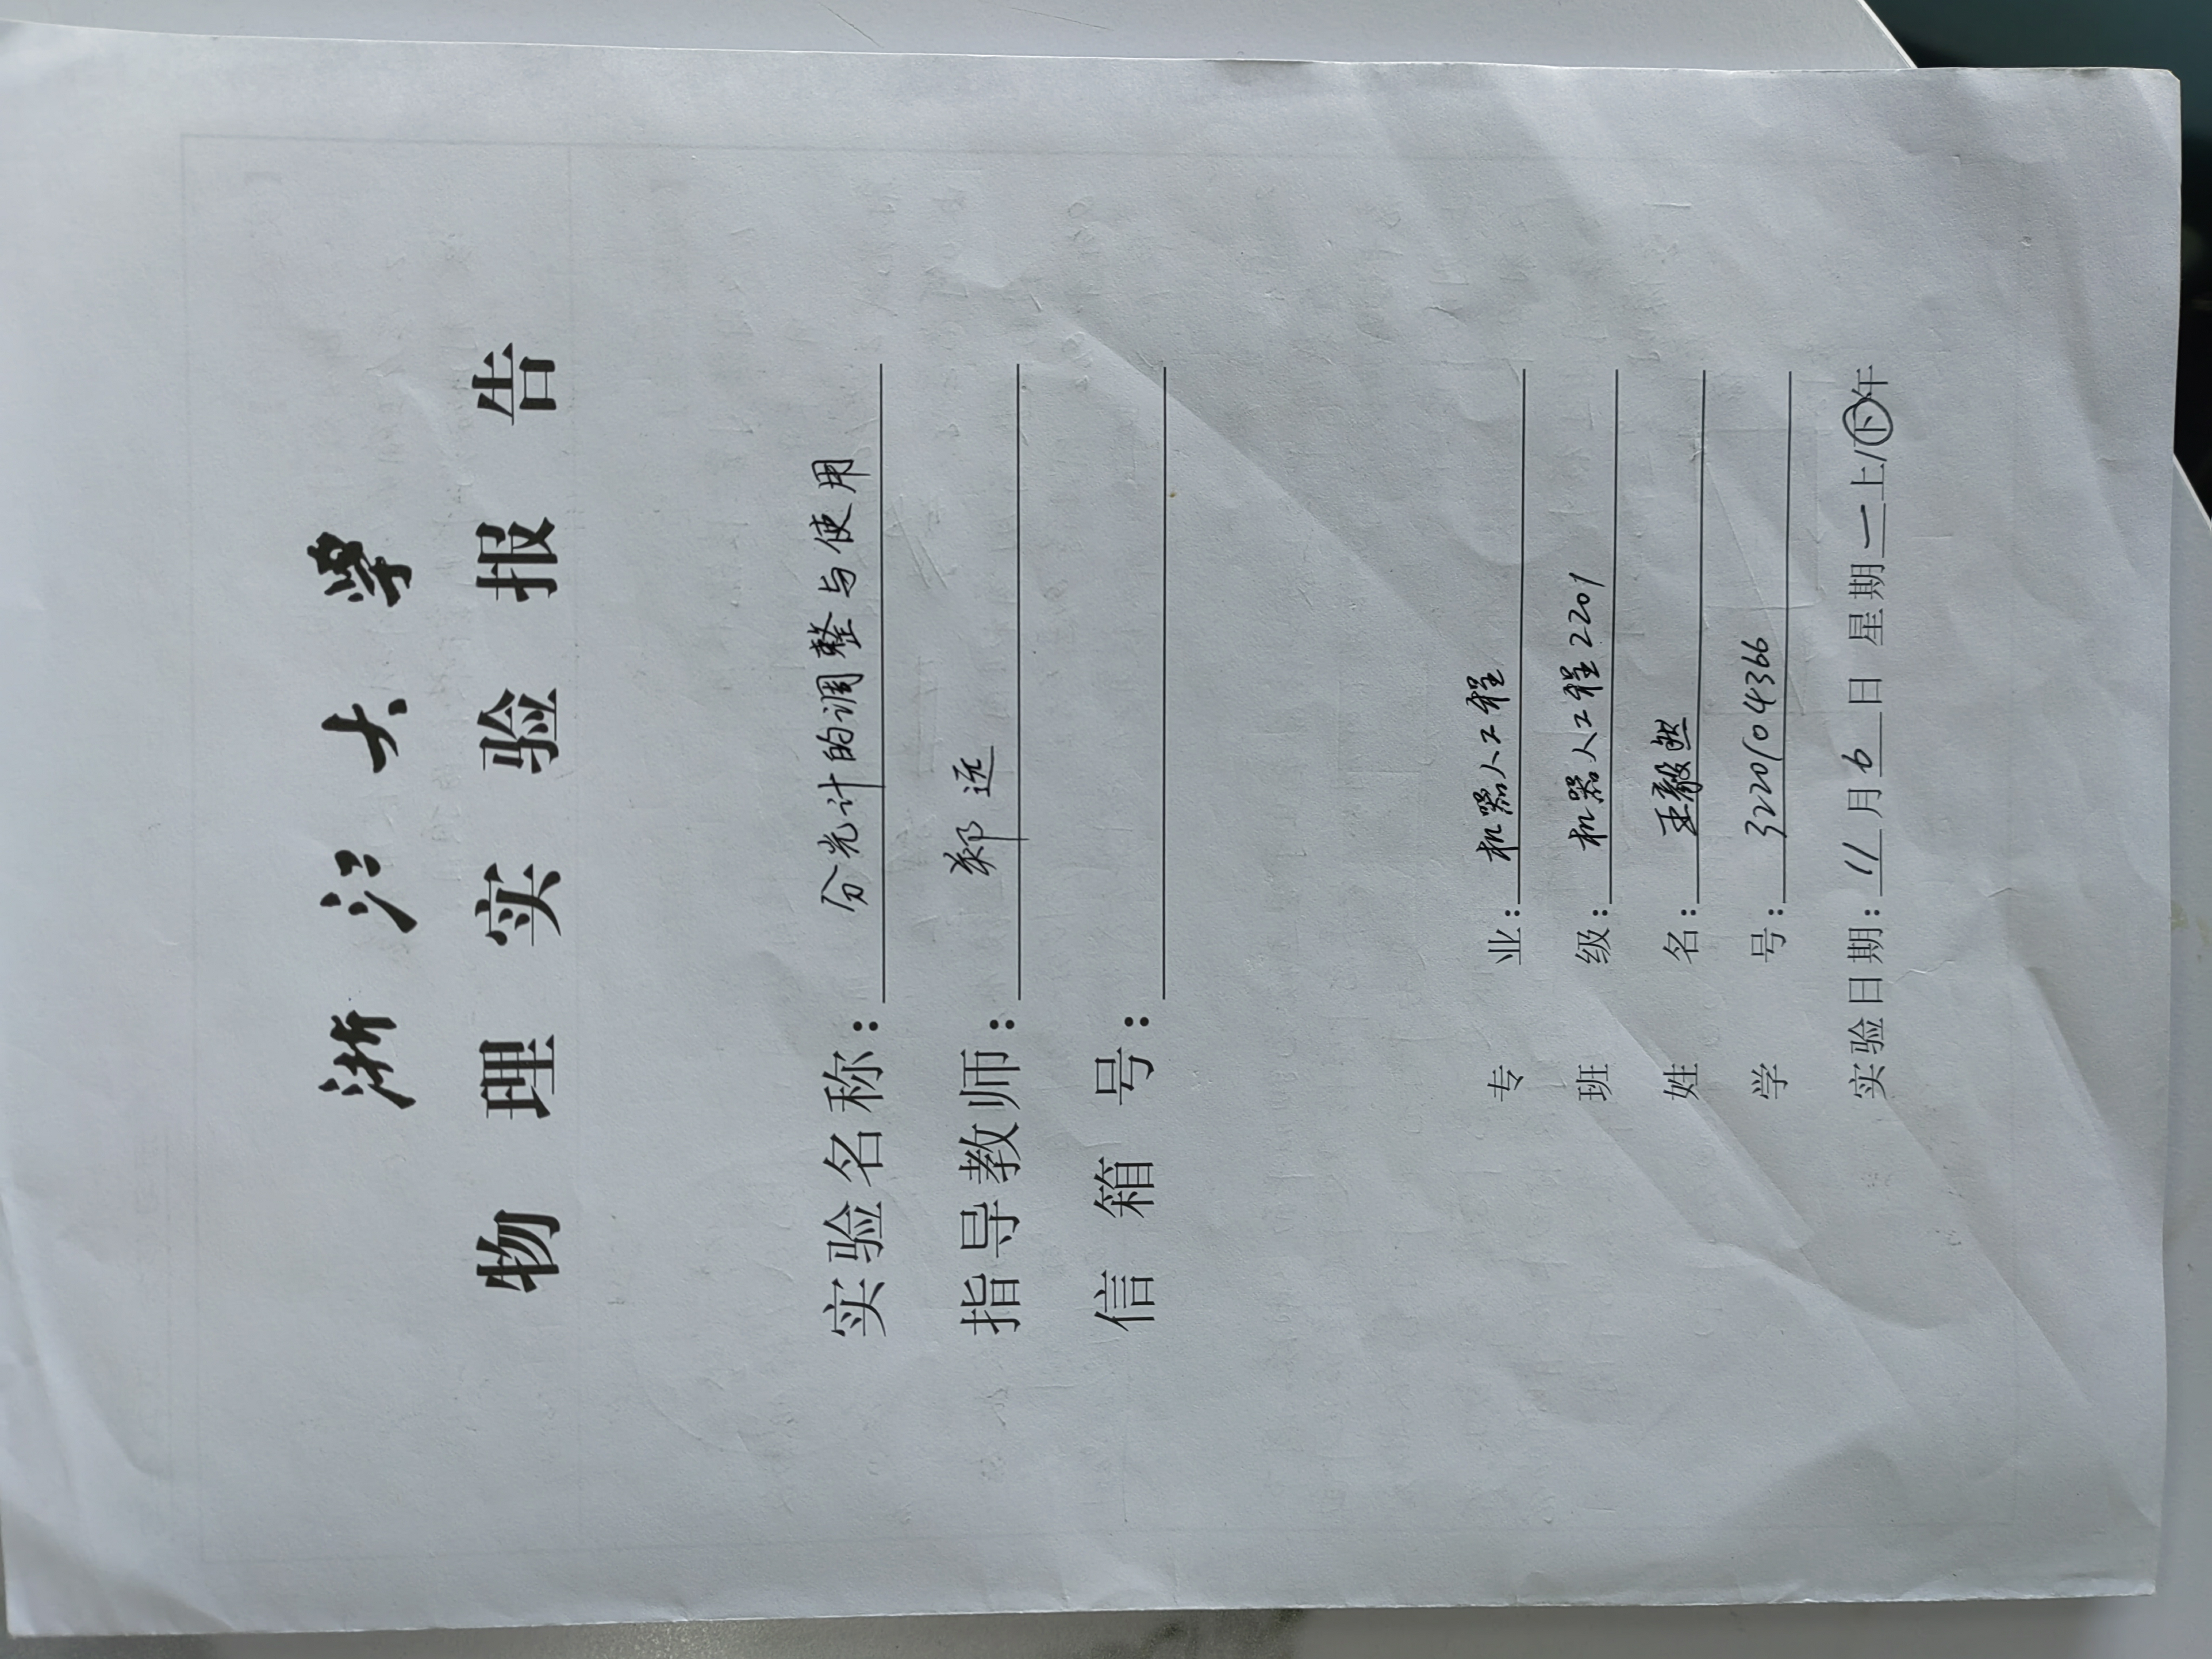 浙江大学
物理实验报告
实验名称：分光计的调整与使用
指导教师：郑远
信箱号：
专业：机器人工程
班级：机器人工程2201
姓名：王毅然
学号：3220104366
实验日期：11月6日 星期一上/下午